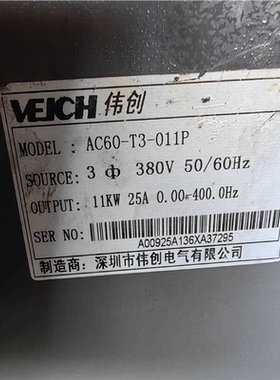 VEICH 伟创
MODEL: AC60-T3-011P
SOURCE: 3 ф 380V 50/60Hz
OUTPUT: 11KW 25A 0.00-400.0Hz
SER NO:
A00925A136XA37295
制造商：深圳市伟创电气有限公司